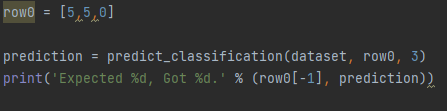 row0 = [5,5,0]
prediction = predict_classification(dataset, row0, 3)
print('Expected %d, Got %d.' % (row0[-1], prediction))